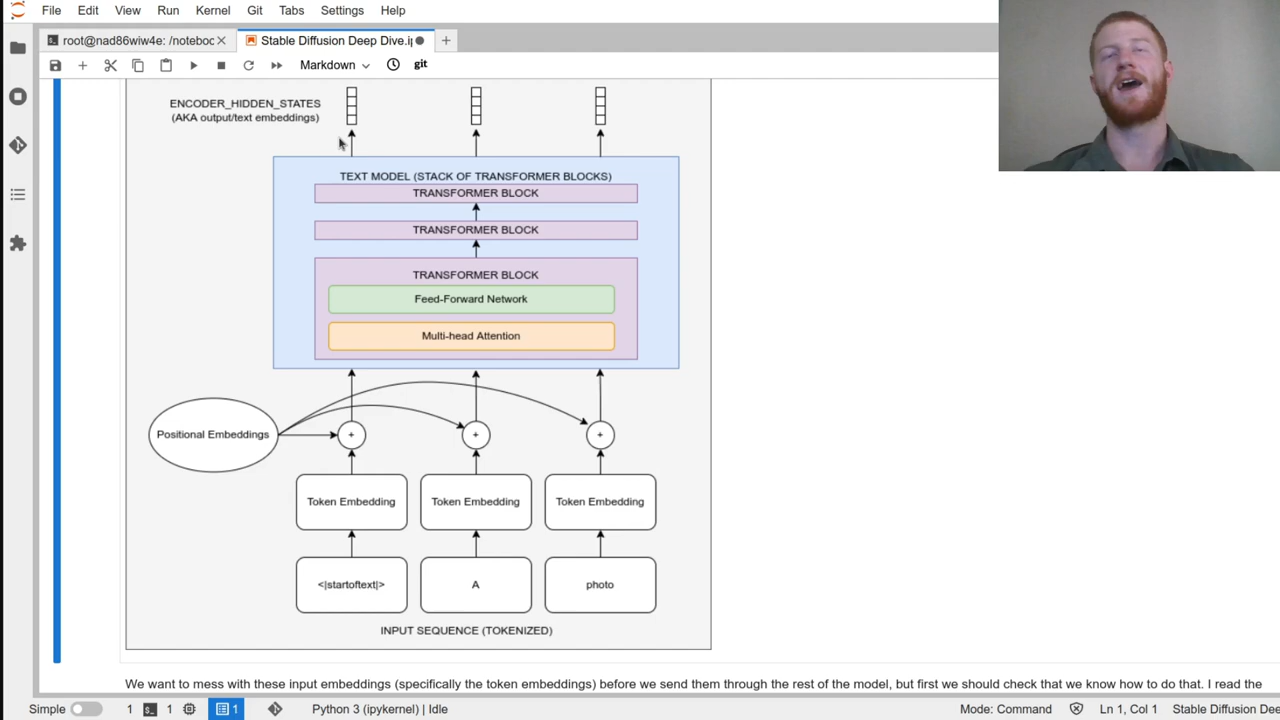 File Edit View Run Kernel Git Tabs Settings Help
root@nad86wiw4e: /noteboc
Stable Diffusion Deep Dive.ip
Markdown
git
ENCODER_HIDDEN_STATES
(AKA output/text embeddings)
TEXT MODEL (STACK OF TRANSFORMER BLOCKS)
TRANSFORMER BLOCK
TRANSFORMER BLOCK
TRANSFORMER BLOCK
Feed-Forward Network
Multi-head Attention
Positional Embeddings
+ + +
Token Embedding Token Embedding Token Embedding
<|startoftext|> A photo
INPUT SEQUENCE (TOKENIZED)
We want to mess with these input embeddings (specifically the token embeddings) before we send them through the rest of the model, but first we should check that we know how to do that. I read the
Simple 1 1 1 Python 3 (ipykernel) | Idle Mode: Command Ln 1, Col 1 Stable Diffusion Dee